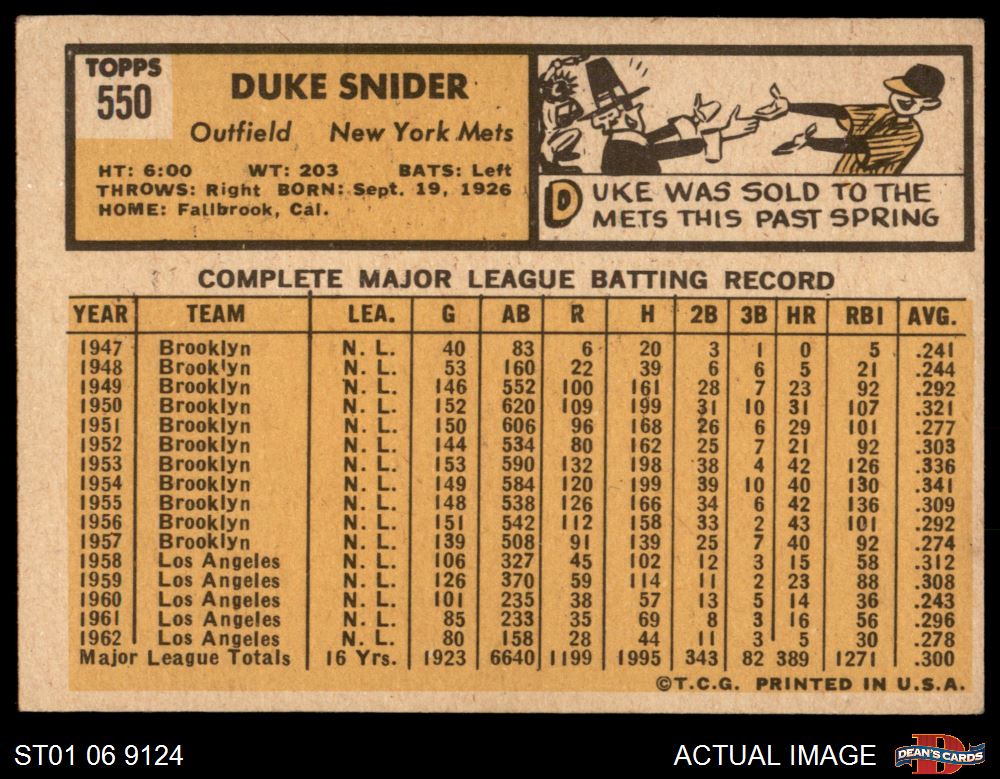 TOPPS
550
DUKE SNIDER
Outfield New York Mets
HT: 6:00 WT: 203 BATS: Left
THROWS: Right BORN: Sept. 19, 1926
HOME: Fallbrook, Cal.
DUKE WAS SOLD TO THE
METS THIS PAST SPRING
COMPLETE MAJOR LEAGUE BATTING RECORD
YEAR TEAM LEA. G AB R H 2B 3B HR RBI AVG.
1947 Brooklyn N. L. 40 83 6 20 3 1 0 5 .241
1948 Brooklyn N. L. 53 160 22 39 6 6 5 21 .244
1949 Brooklyn N. L. 146 552 100 161 28 7 23 92 .292
1950 Brooklyn N. L. 152 620 109 199 31 10 31 107 .321
1951 Brooklyn N. L. 150 606 96 168 26 6 29 101 .277
1952 Brooklyn N. L. 144 534 80 162 25 7 21 92 .303
1953 Brooklyn N. L. 153 590 132 198 38 4 42 126 .336
1954 Brooklyn N. L. 149 584 120 199 39 10 40 130 .341
1955 Brooklyn N. L. 148 538 126 166 34 6 42 136 .309
1956 Brooklyn N. L. 151 542 112 158 33 2 43 101 .292
1957 Brooklyn N. L. 139 508 91 139 25 7 40 92 .274
1958 Los Angeles N. L. 106 327 45 102 12 3 15 58 .312
1959 Los Angeles N. L. 126 370 59 114 11 2 23 88 .308
1960 Los Angeles N. L. 101 235 38 57 13 5 14 36 .243
1961 Los Angeles N. L. 85 233 35 69 8 3 16 56 .296
1962 Los Angeles N. L. 80 158 28 44 11 3 5 30 .278
Major League Totals 16 Yrs. 1923 6640 1199 1995 343 82 389 1271 .300
©T.C.G. PRINTED IN U.S.A.
ST01 06 9124
ACTUAL IMAGE
DEAN'S CARDS